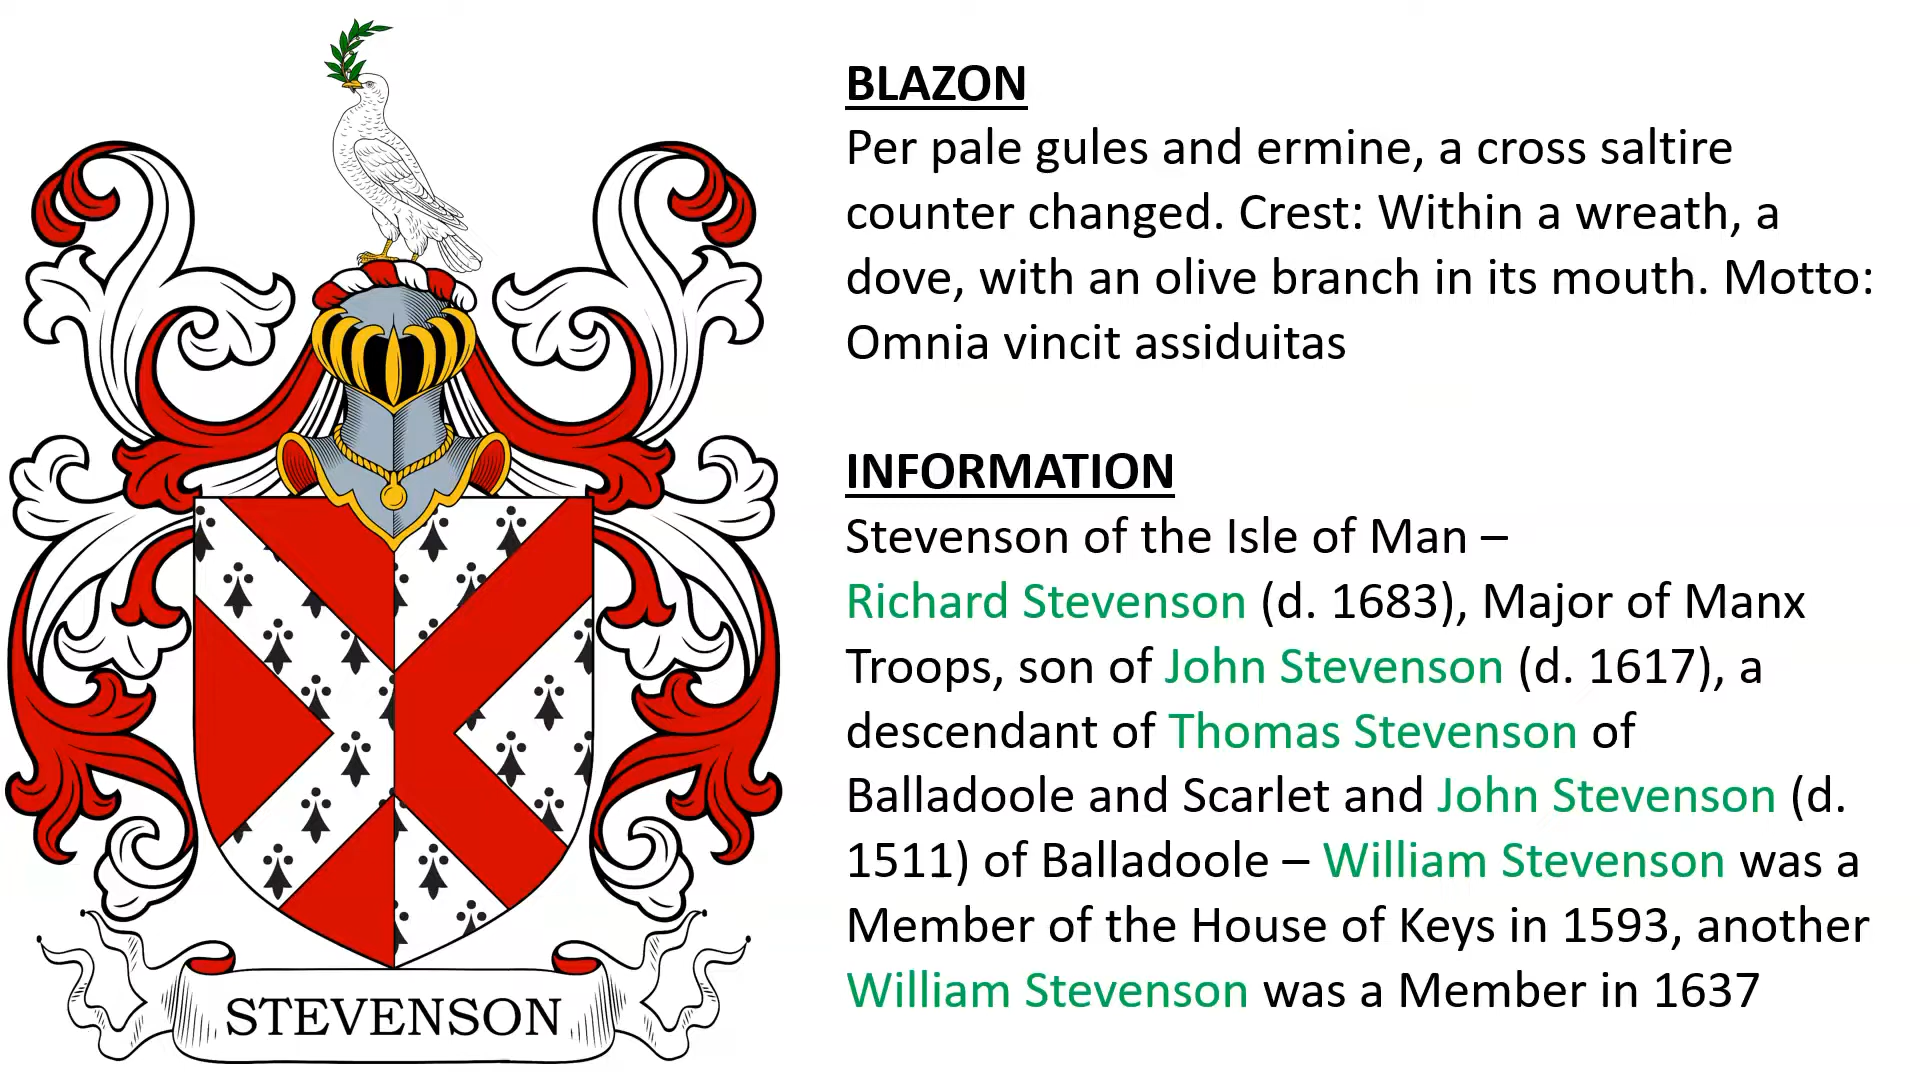 BLAZON
Per pale gules and ermine, a cross saltire
counter changed. Crest: Within a wreath, a
dove, with an olive branch in its mouth. Motto:
Omnia vincit assiduitas
INFORMATION
Stevenson of the Isle of Man –
Richard Stevenson (d. 1683), Major of Manx
Troops, son of John Stevenson (d. 1617), a
descendant of Thomas Stevenson of
Balladoole and Scarlet and John Stevenson (d.
1511) of Balladoole – William Stevenson was a
Member of the House of Keys in 1593, another
William Stevenson was a Member in 1637
STEVENSON